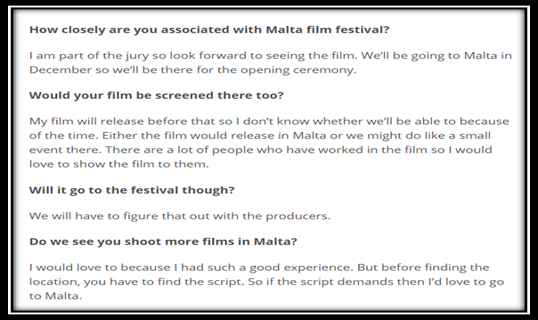 How closely are you associated with Malta film festival?
I am part of the jury so look forward to seeing the film. We'll be going to Malta in
December so we'll be there for the opening ceremony.
Would your film be screened there too?
My film will release before that so I don't know whether we'll be able to because
of the time. Either the film would release in Malta or we might do like a small
event there. There are a lot of people who have worked in the film so I would
love to show the film to them.
Will it go to the festival though?
We will have to figure that out with the producers.
Do we see you shoot more films in Malta?
I would love to because I had such a good experience. But before finding the
location, you have to find the script. So if the script demands then I'd love to go
to Malta.